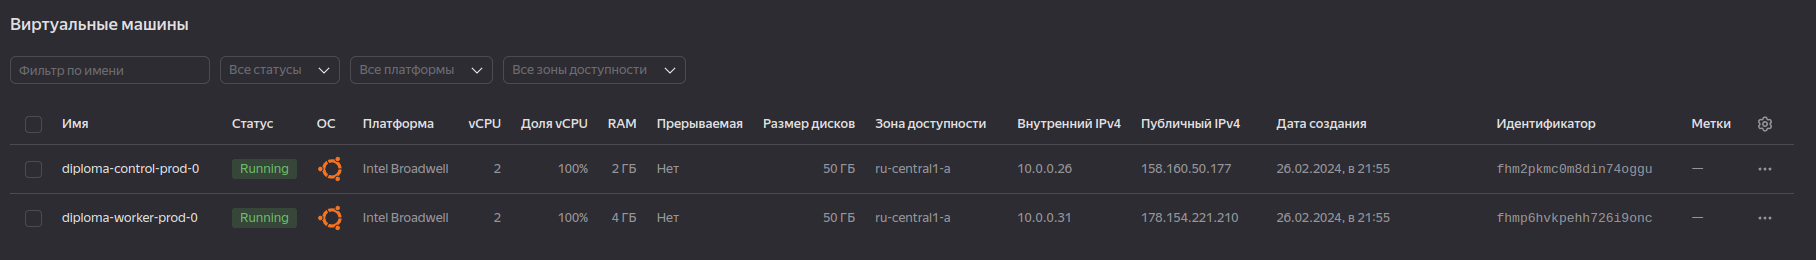 Виртуальные машины
Фильтр по имени Все статусы Все платформы Все зоны доступности
Имя Статус ОС Платформа vCPU Доля vCPU RAM Прерываемая Размер дисков Зона доступности Внутренний IPv4 Публичный IPv4 Дата создания Идентификатор Метки
diploma-control-prod-0 Running Intel Broadwell 2 100% 2 ГБ Нет 50 ГБ ru-central1-a 10.0.0.26 158.160.50.177 26.02.2024, в 21:55 fhm2pkmc0m8din74oggu —
diploma-worker-prod-0 Running Intel Broadwell 2 100% 4 ГБ Нет 50 ГБ ru-central1-a 10.0.0.31 178.154.221.210 26.02.2024, в 21:55 fhmp6hvkpehh726i9onc —